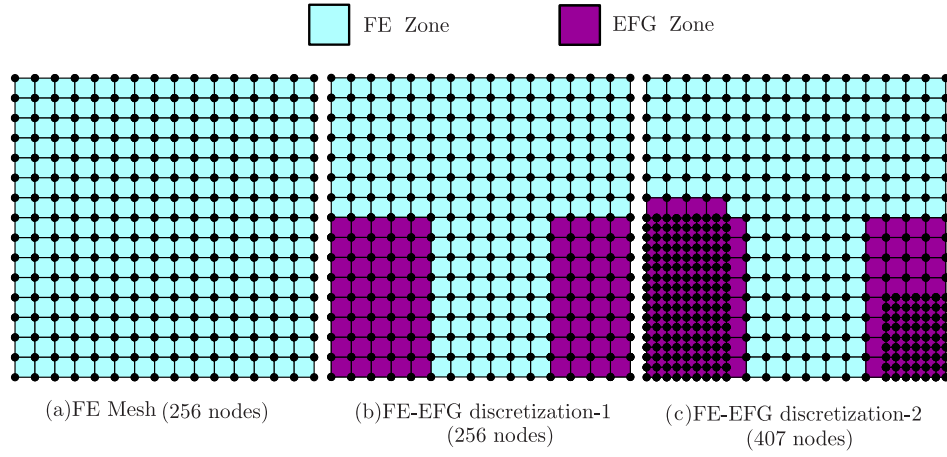 FE Zone
EFG Zone
(a)FE Mesh (256 nodes)
(b)FE-EFG discretization-1
(256 nodes)
(c)FE-EFG discretization-2
(407 nodes)